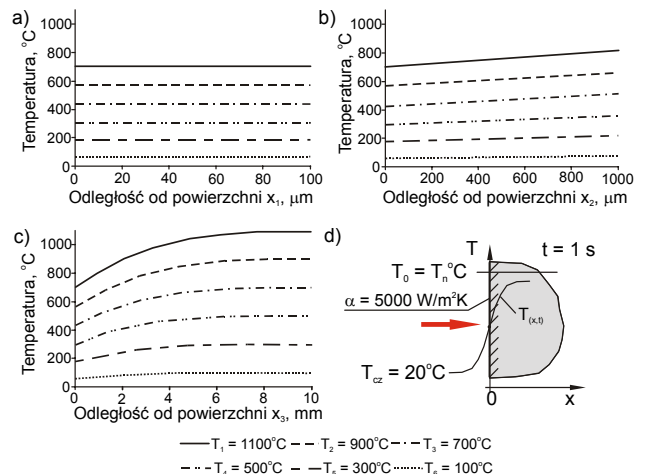 a)
Temperatura, °C
1000
800
600
400
200
0
0 20 40 60 80 100
Odległość od powierzchni x₁, μm
b)
Temperatura, °C
1000
800
600
400
200
0
0 200 400 600 800 1000
Odległość od powierzchni x₂, μm
c)
Temperatura, °C
1000
800
600
400
200
0
0 2 4 6 8 10
Odległość od powierzchni x₃, mm
d)
T t = 1 s
T₀ = Tₙ°C
α = 5000 W/m²K
T₍ₓ,ₜ₎
T_cz = 20°C
0 x
T₁ = 1100°C T₂ = 900°C T₃ = 700°C
T₄ = 500°C T₅ = 300°C T₆ = 100°C